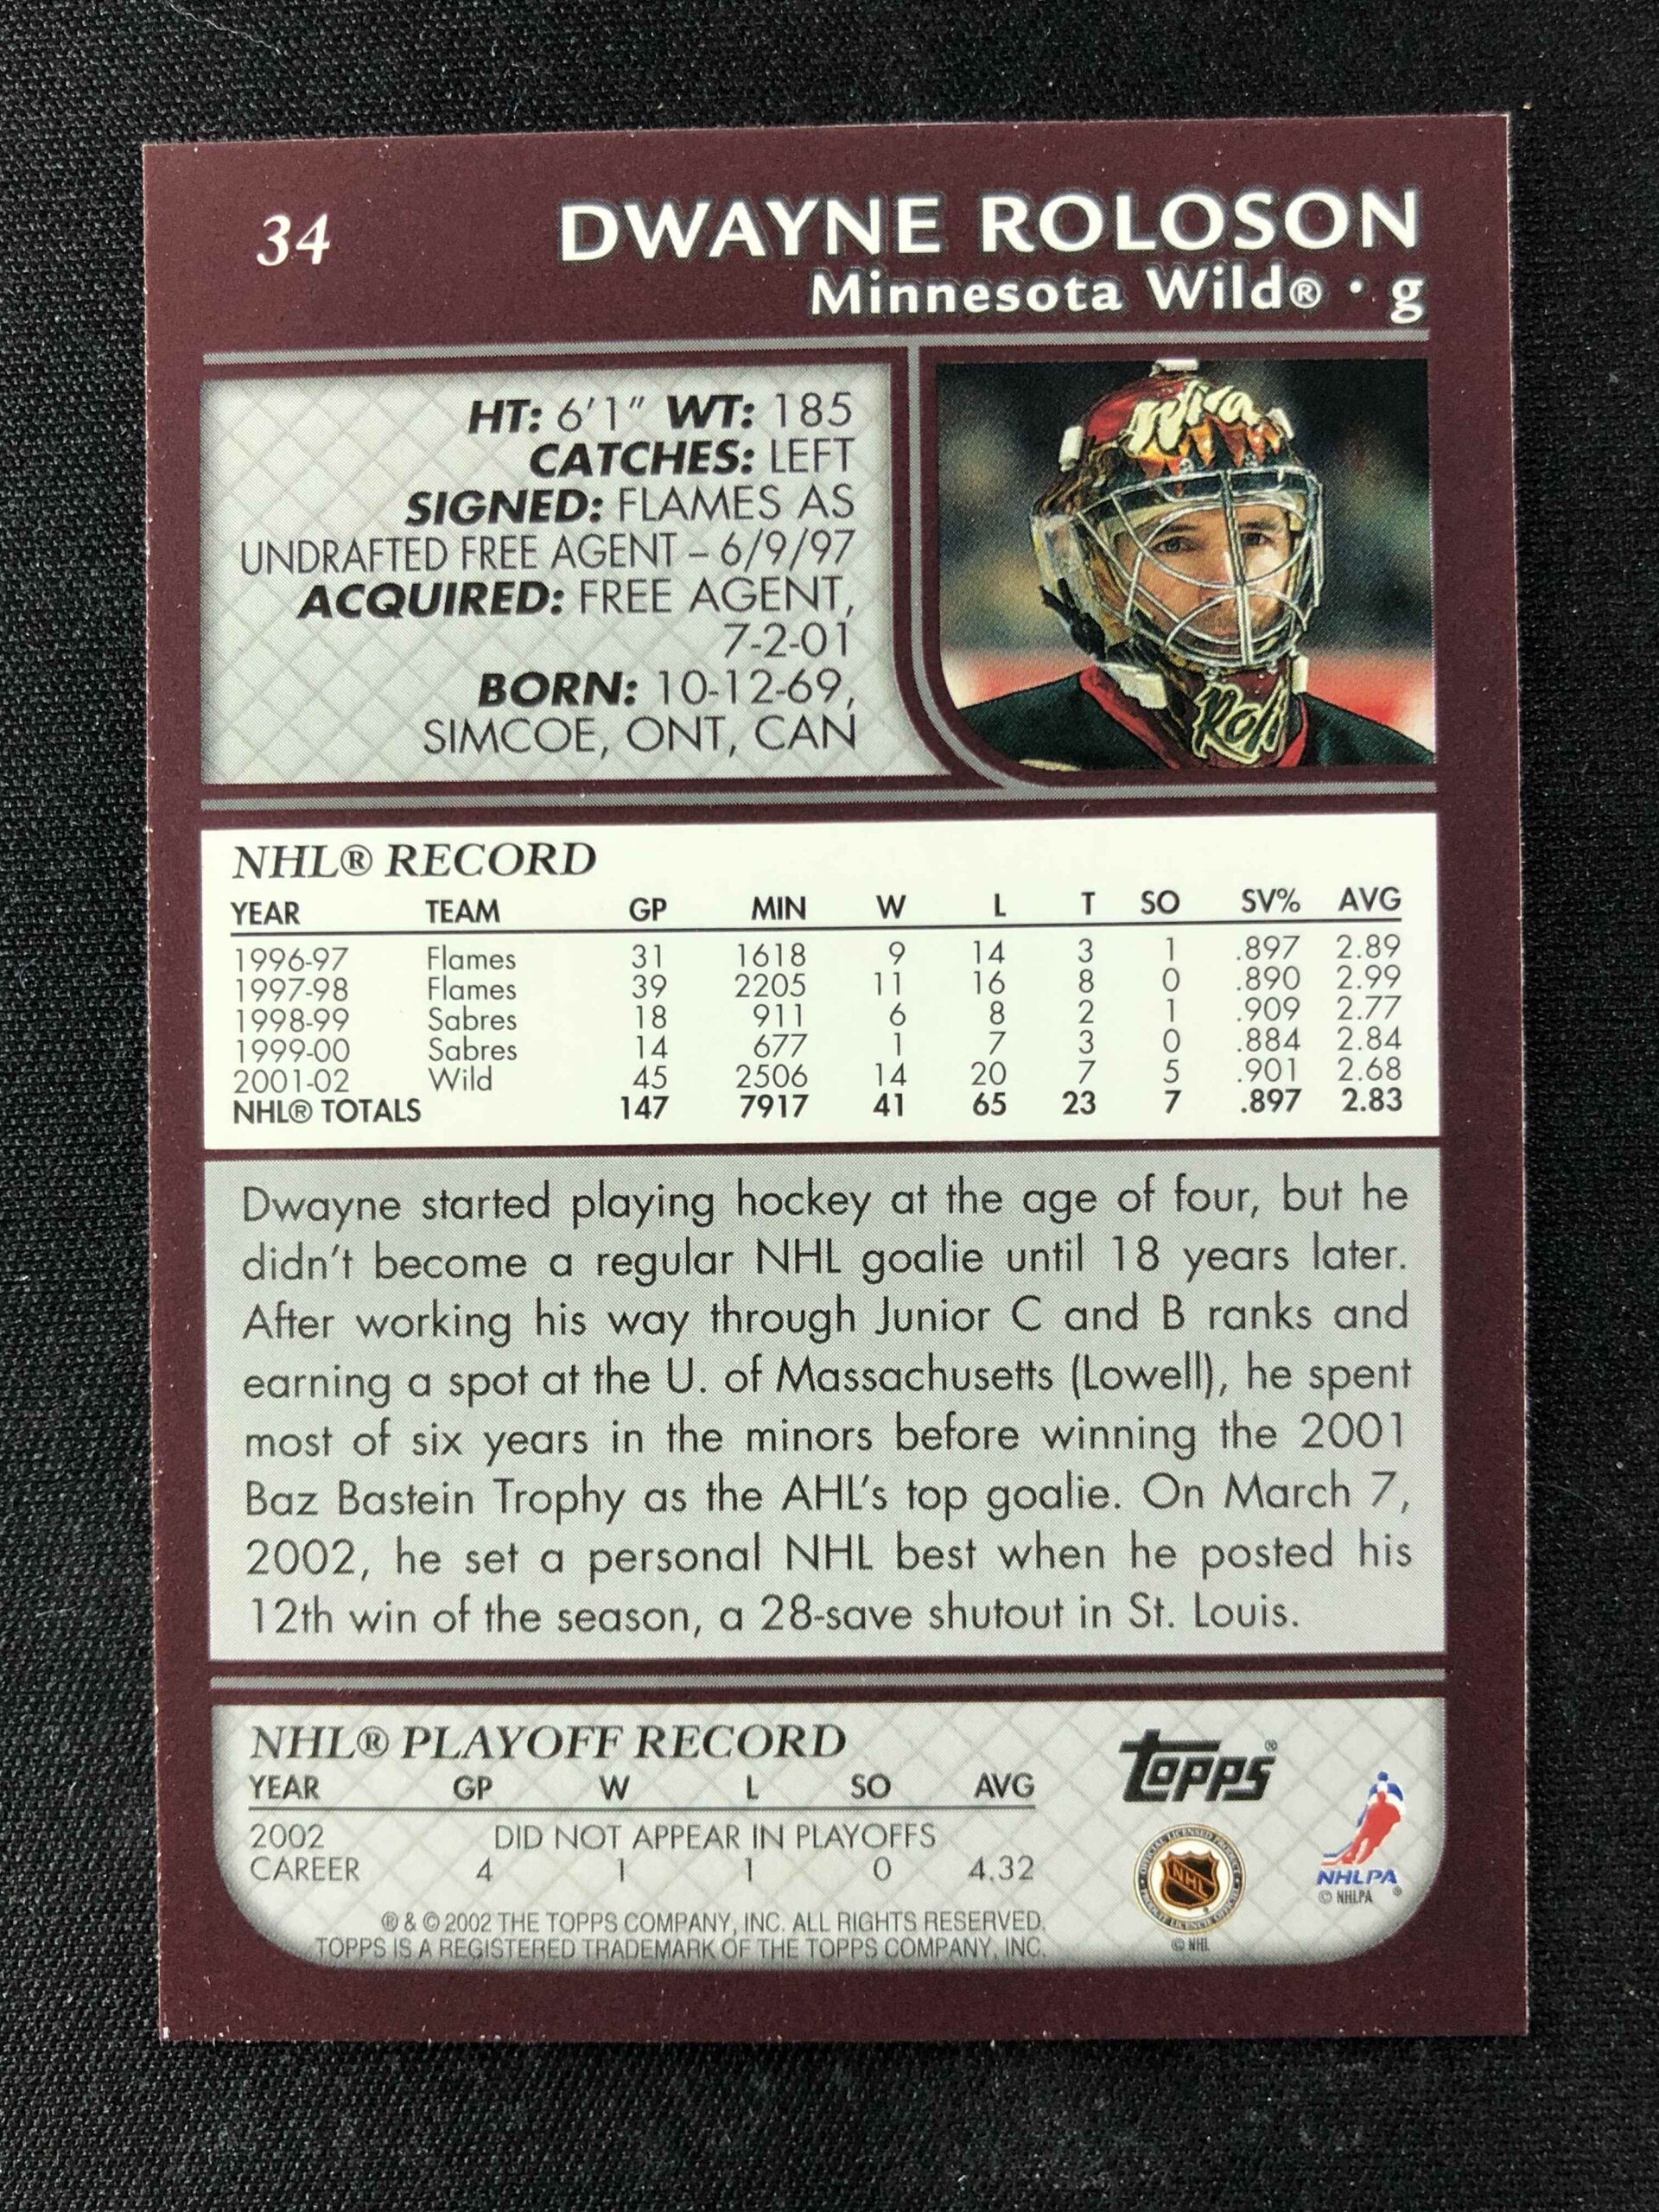 34
DWAYNE ROLOSON
Minnesota Wild® · g
HT: 6'1" WT: 185
CATCHES: LEFT
SIGNED: FLAMES AS
UNDRAFTED FREE AGENT – 6/9/97
ACQUIRED: FREE AGENT,
7-2-01
BORN: 10-12-69,
SIMCOE, ONT, CAN
Roli
NHL® RECORD
YEAR TEAM GP MIN W L T SO SV% AVG
1996-97 Flames 31 1618 9 14 3 1 .897 2.89
1997-98 Flames 39 2205 11 16 8 0 .890 2.99
1998-99 Sabres 18 911 6 8 2 1 .909 2.77
1999-00 Sabres 14 677 1 7 3 0 .884 2.84
2001-02 Wild 45 2506 14 20 7 5 .901 2.68
NHL® TOTALS 147 7917 41 65 23 7 .897 2.83
Dwayne started playing hockey at the age of four, but he
didn't become a regular NHL goalie until 18 years later.
After working his way through Junior C and B ranks and
earning a spot at the U. of Massachusetts (Lowell), he spent
most of six years in the minors before winning the 2001
Baz Bastein Trophy as the AHL's top goalie. On March 7,
2002, he set a personal NHL best when he posted his
12th win of the season, a 28-save shutout in St. Louis.
NHL® PLAYOFF RECORD
YEAR GP W L SO AVG
2002 DID NOT APPEAR IN PLAYOFFS
CAREER 4 1 1 0 4.32
® & © 2002 THE TOPPS COMPANY, INC. ALL RIGHTS RESERVED.
TOPPS IS A REGISTERED TRADEMARK OF THE TOPPS COMPANY, INC.
topps®
OFFICIAL LICENSED PRODUCT
NHL
© NHL
NHLPA
© NHLPA ®